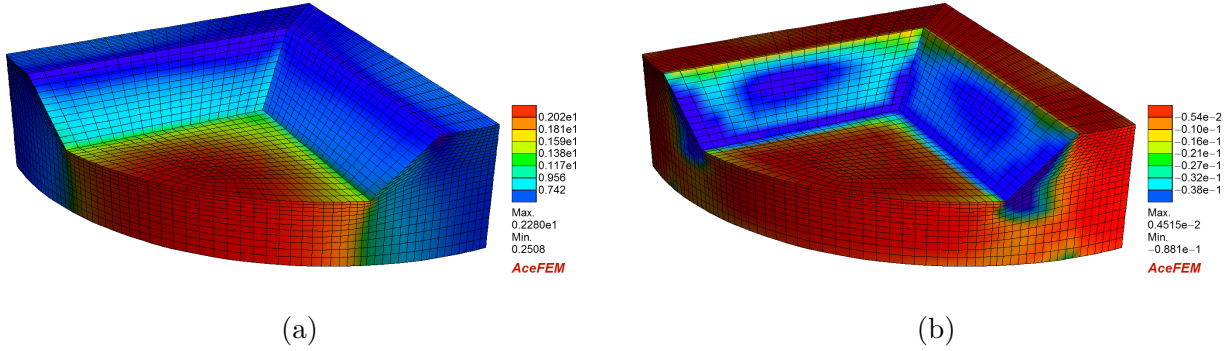 0.202e1
0.181e1
0.159e1
0.138e1
0.117e1
0.956
0.742
Max.
0.2280e1
Min.
0.2508
AceFEM
(a)
−0.54e−2
−0.10e−1
−0.16e−1
−0.21e−1
−0.27e−1
−0.32e−1
−0.38e−1
Max.
0.4515e−2
Min.
−0.881e−1
AceFEM
(b)